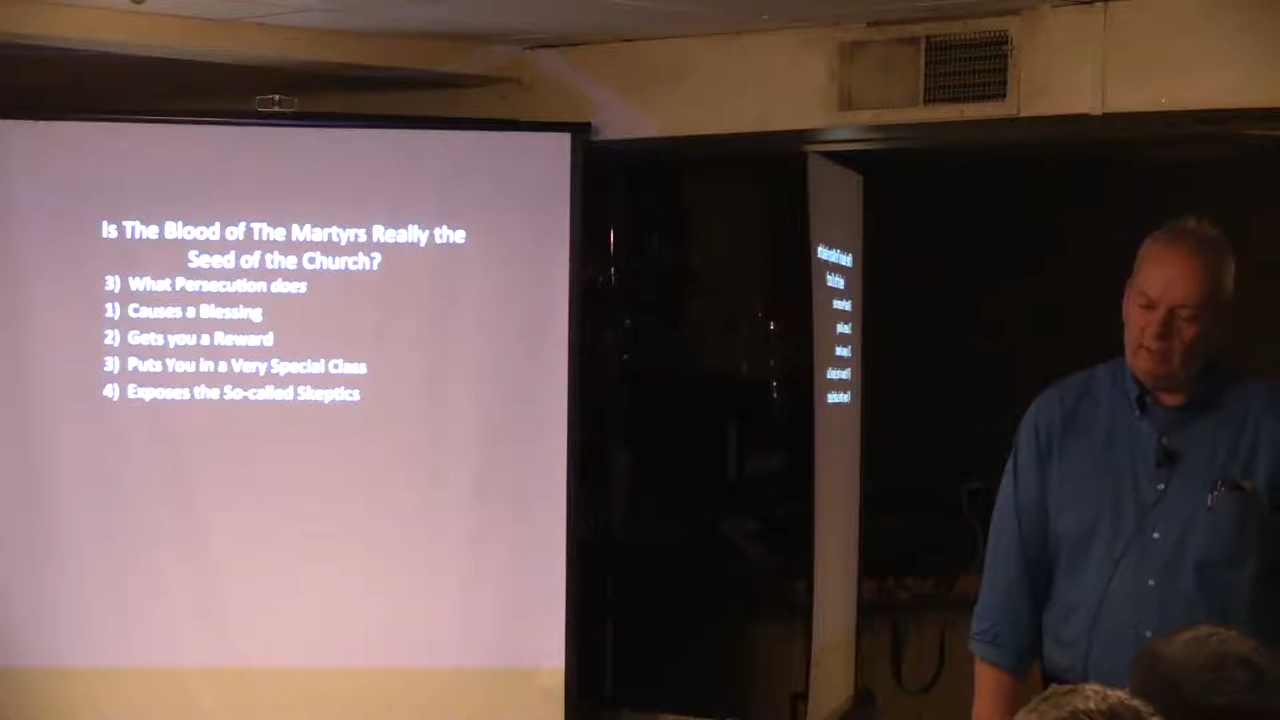 Is The Blood of The Martyrs Really the
Seed of the Church?
3) What Persecution does
1) Causes a Blessing
2) Gets you a Reward
3) Puts You in a Very Special Class
4) Exposes the So-called Skeptics